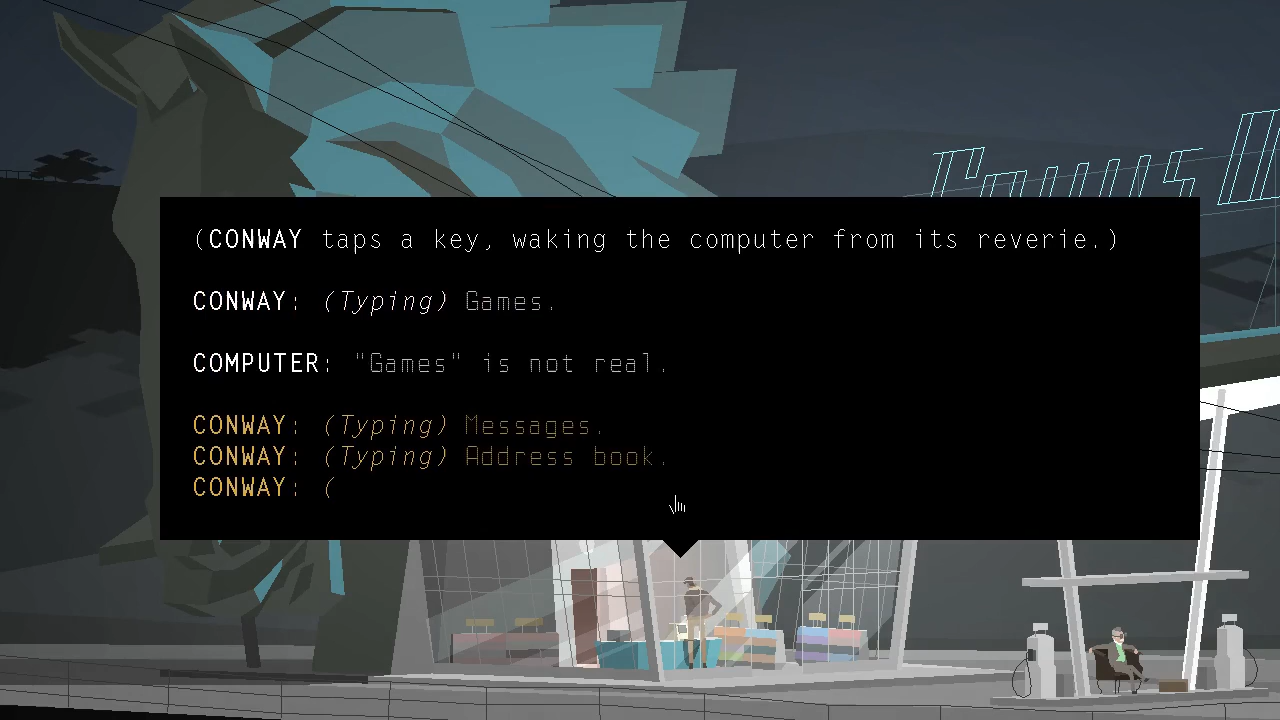 Equus O
(CONWAY taps a key, waking the computer from its reverie.)
CONWAY: (Typing) Games.
COMPUTER: "Games" is not real.
CONWAY: (Typing) Messages.
CONWAY: (Typing) Address book.
CONWAY: (